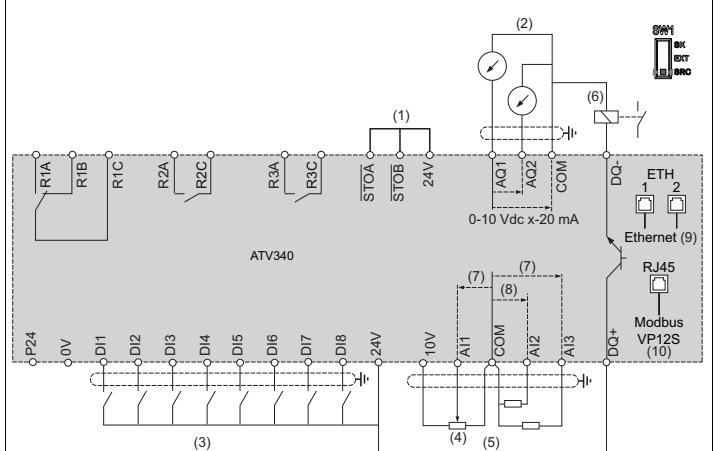 (2)
SW1
SK
EXT
SRC
(6)
(1)
R1A
R1B
R1C
R2A
R2C
R3A
R3C
STOA
STOB
24V
AQ1
AQ2
COM
DQ-
ETH
1 2
0-10 Vdc x-20 mA
Ethernet (9)
ATV340
(7)
(7)
(8)
RJ45
Modbus
VP12S
(10)
P24
0V
DI1
DI2
DI3
DI4
DI5
DI6
DI7
DI8
24V
10V
AI1
COM
AI2
AI3
DQ+
(3)
(4)
(5)